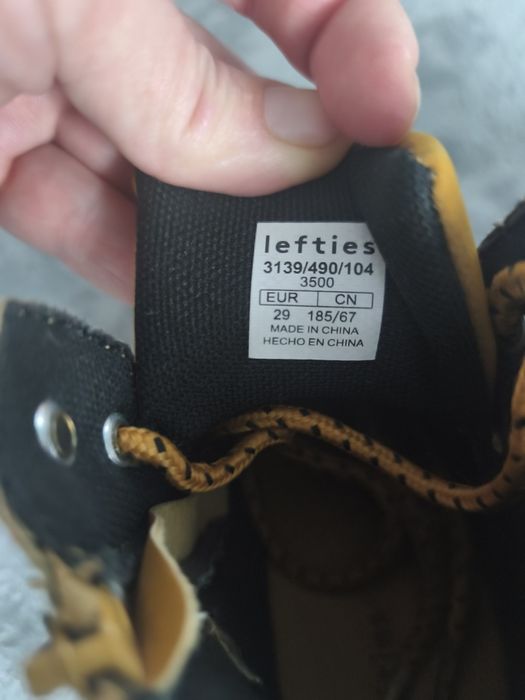 lefties
3139/490/104
3500
EUR CN
29 185/67
MADE IN CHINA
HECHO EN CHINA